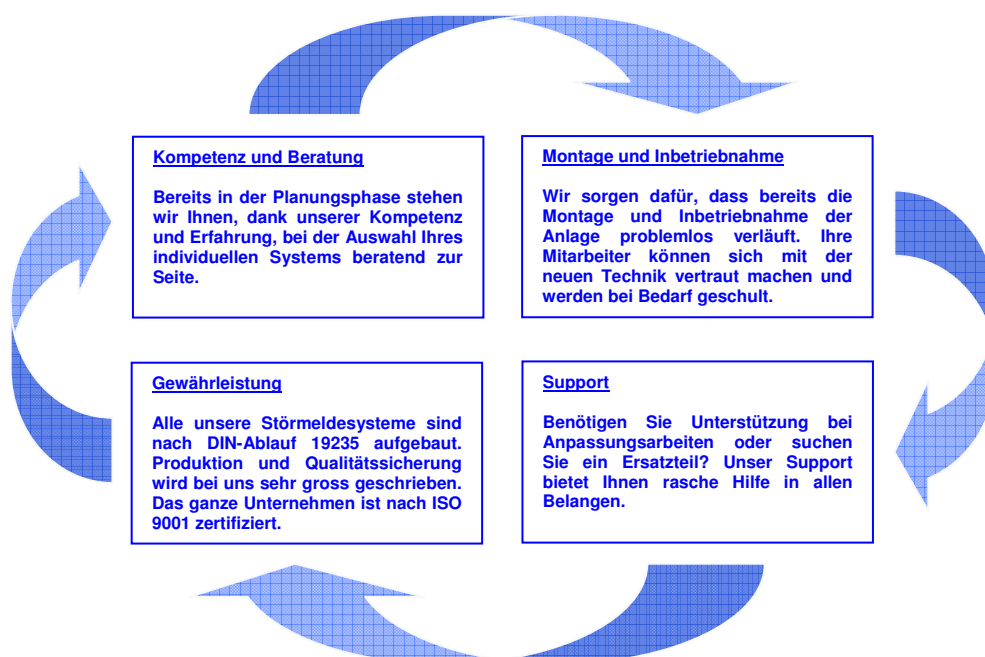 Kompetenz und Beratung
Bereits in der Planungsphase stehen
wir Ihnen, dank unserer Kompetenz
und Erfahrung, bei der Auswahl Ihres
individuellen Systems beratend zur
Seite.
Montage und Inbetriebnahme
Wir sorgen dafür, dass bereits die
Montage und Inbetriebnahme der
Anlage problemlos verläuft. Ihre
Mitarbeiter können sich mit der
neuen Technik vertraut machen und
werden bei Bedarf geschult.
Gewährleistung
Alle unsere Störmeldesysteme sind
nach DIN-Ablauf 19235 aufgebaut.
Produktion und Qualitätssicherung
wird bei uns sehr gross geschrieben.
Das ganze Unternehmen ist nach ISO
9001 zertifiziert.
Support
Benötigen Sie Unterstützung bei
Anpassungsarbeiten oder suchen
Sie ein Ersatzteil? Unser Support
bietet Ihnen rasche Hilfe in allen
Belangen.